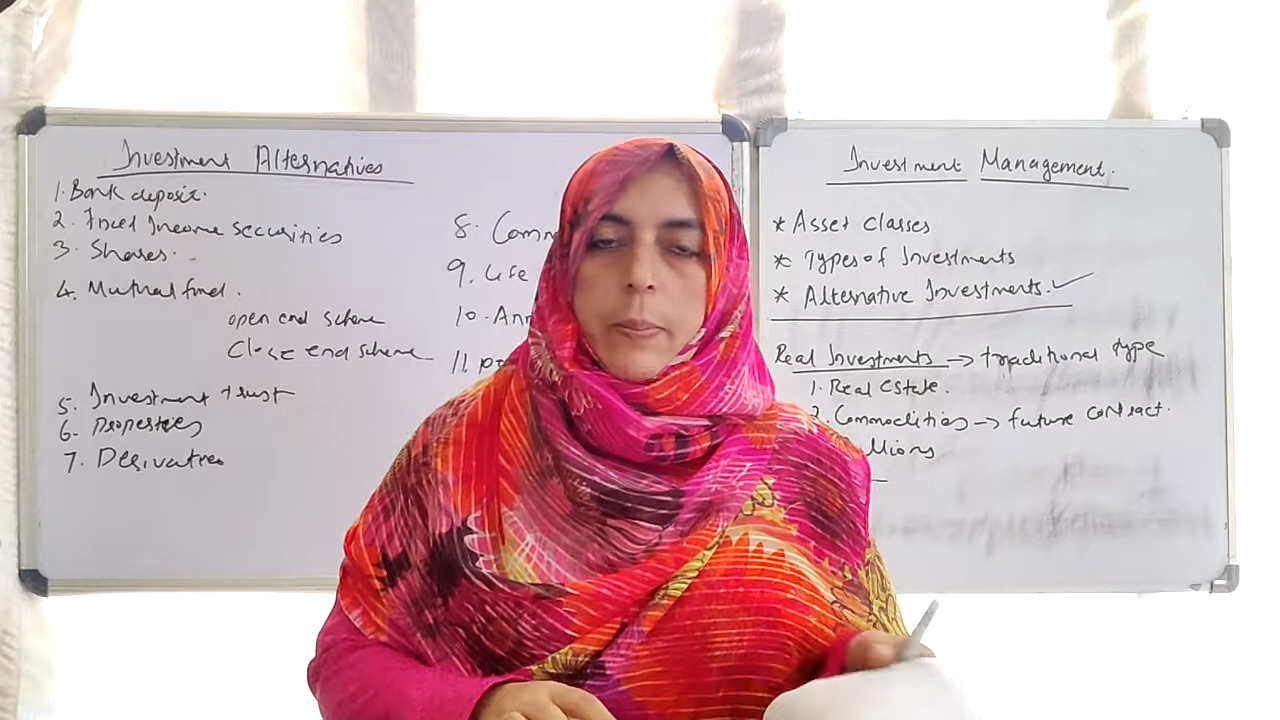 Investment Alternatives
1. Bank deposit.
2. Fixed Income securities
3. Shares.
4. Mutual fund.
open end scheme
Close end scheme
5. Investment trust
6. Properties
7. Derivatives
8.
9. Life
10.
11.
Investment Management.
* Asset Classes
* Types of Investments
* Alternative Investments. ✓
Real Investments → traditional type
1. Real Estate.
2. Commodities → future contract.